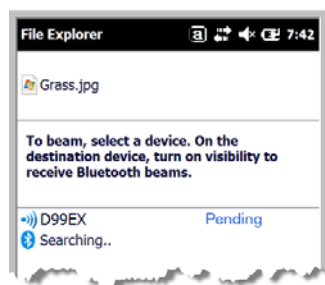 File Explorer a 7:42
Grass.jpg
To beam, select a device. On the
destination device, turn on visibility to
receive Bluetooth beams.
D99EX Pending
Searching..